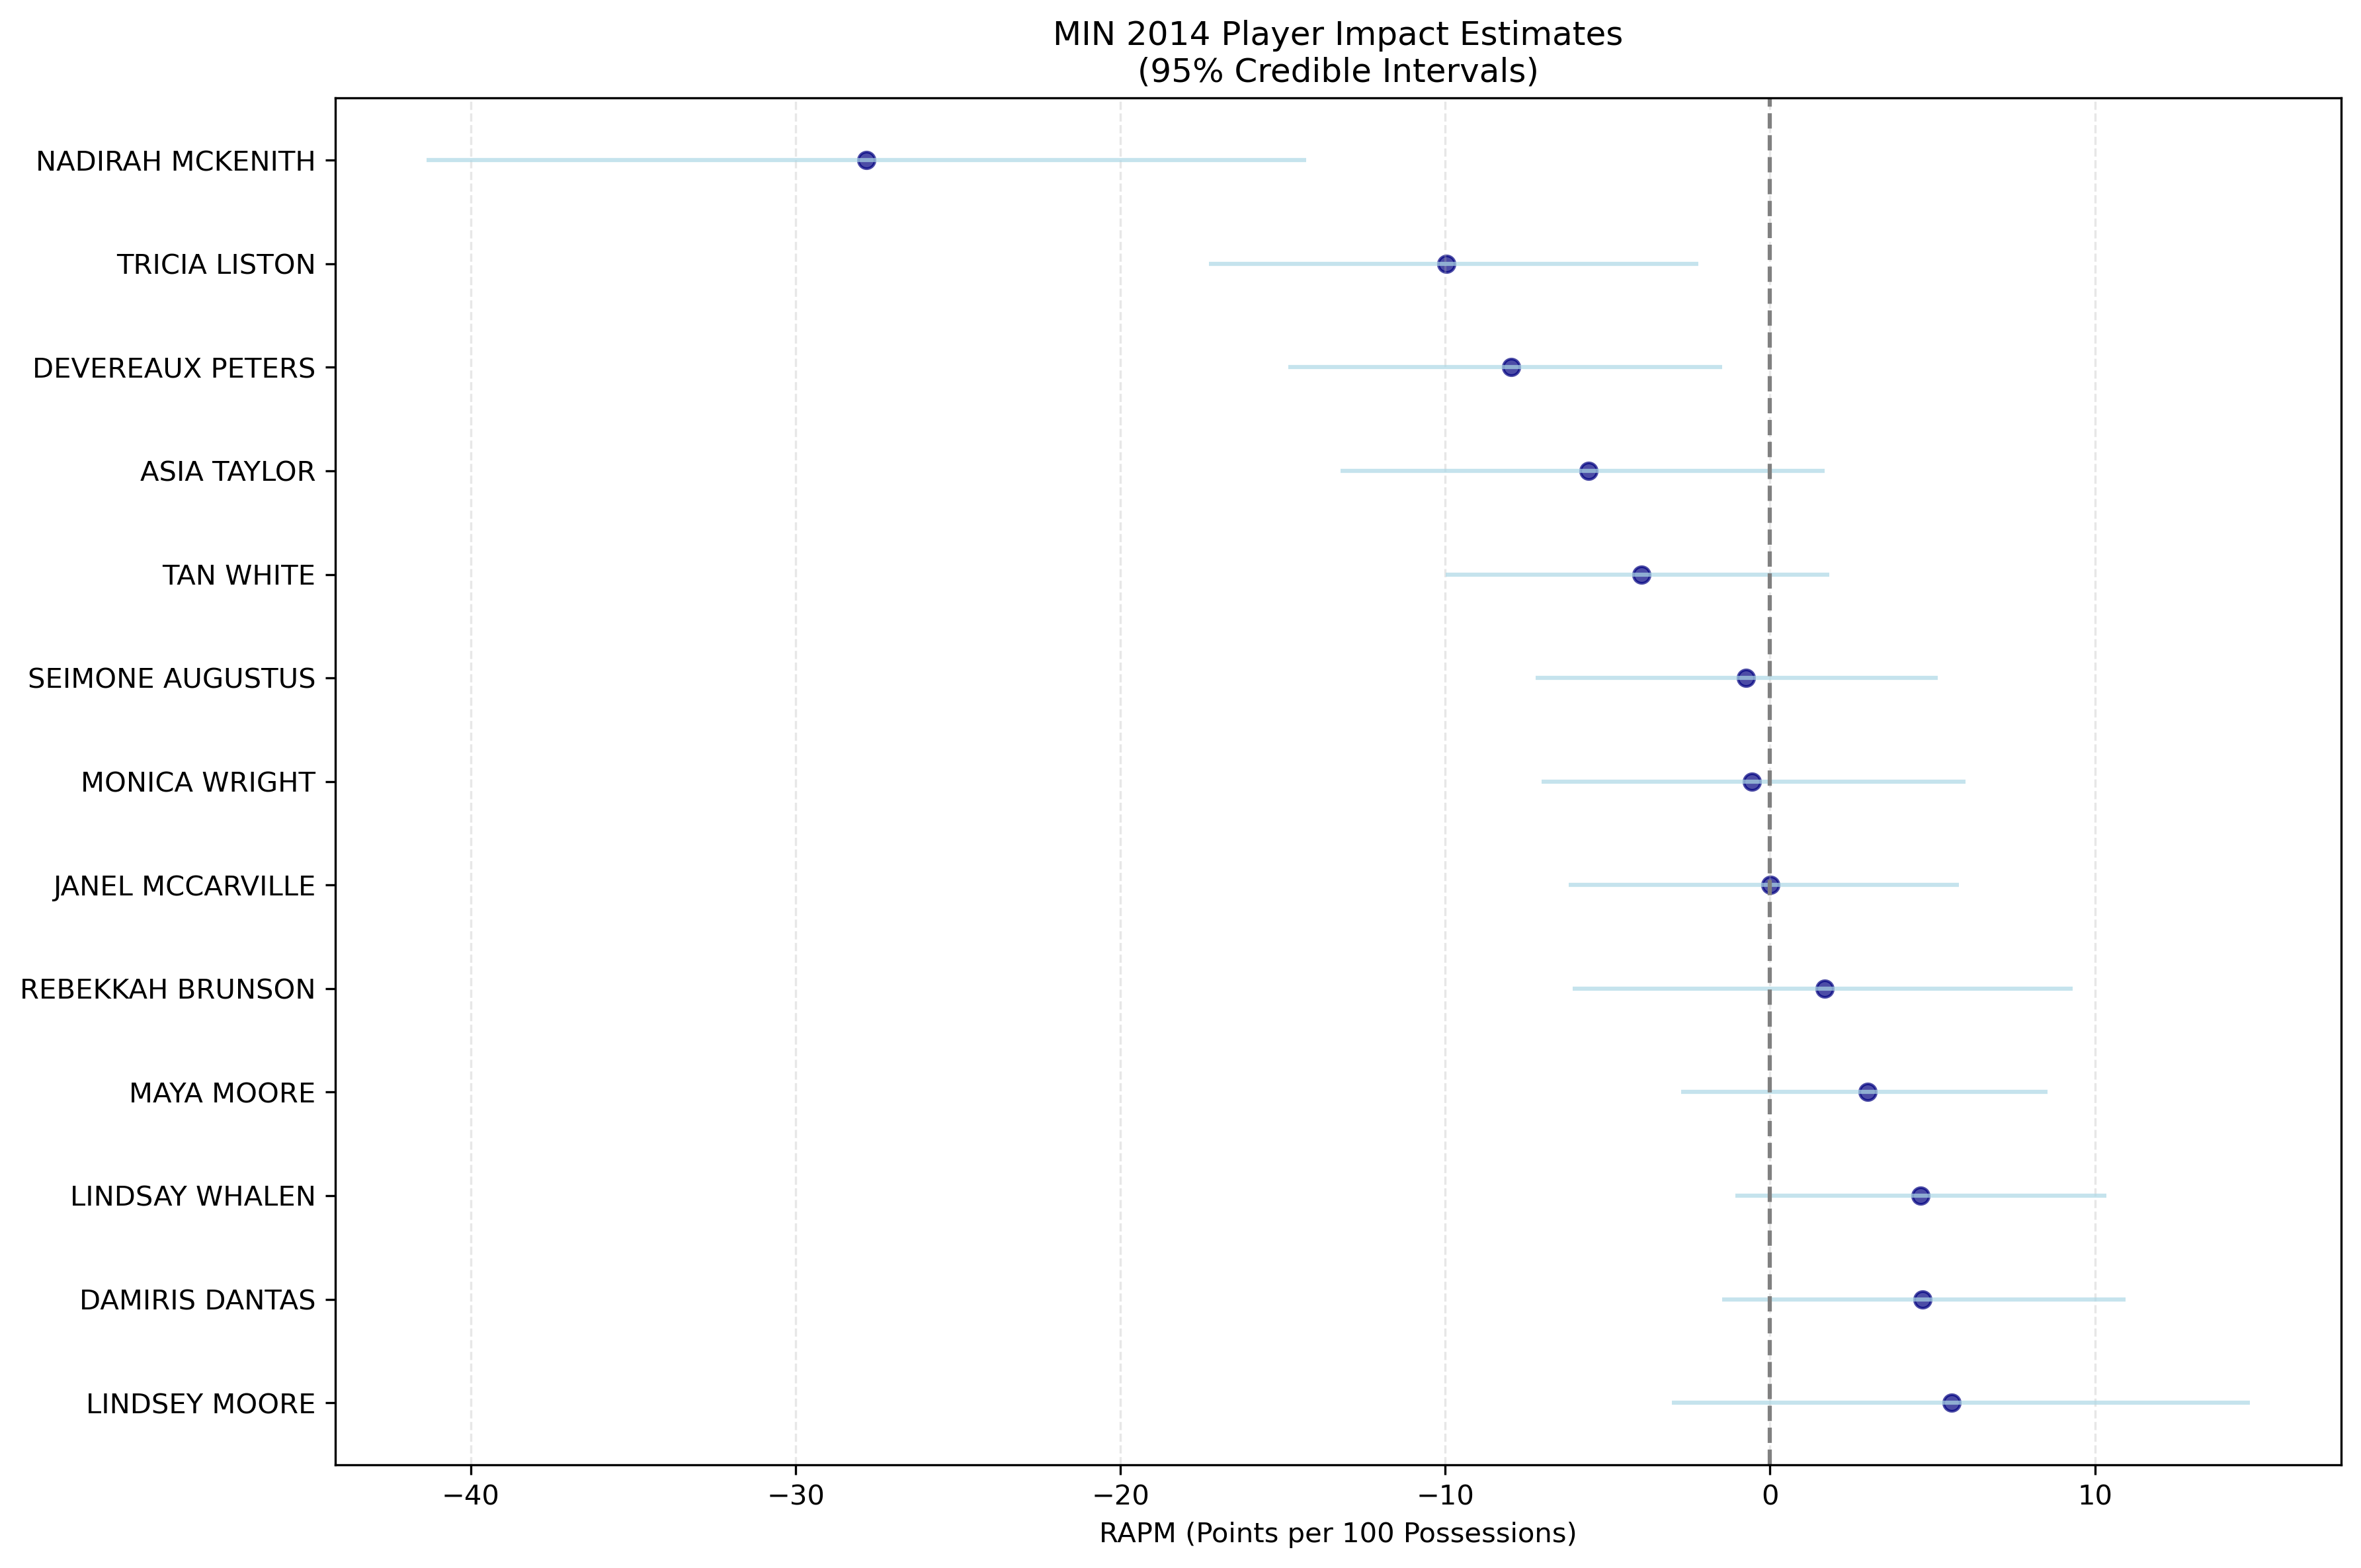 MIN 2014 Player Impact Estimates
(95% Credible Intervals)
NADIRAH MCKENITH
TRICIA LISTON
DEVEREAUX PETERS
ASIA TAYLOR
TAN WHITE
SEIMONE AUGUSTUS
MONICA WRIGHT
JANEL MCCARVILLE
REBEKKAH BRUNSON
MAYA MOORE
LINDSAY WHALEN
DAMIRIS DANTAS
LINDSEY MOORE
−40 −30 −20 −10 0 10
RAPM (Points per 100 Possessions)